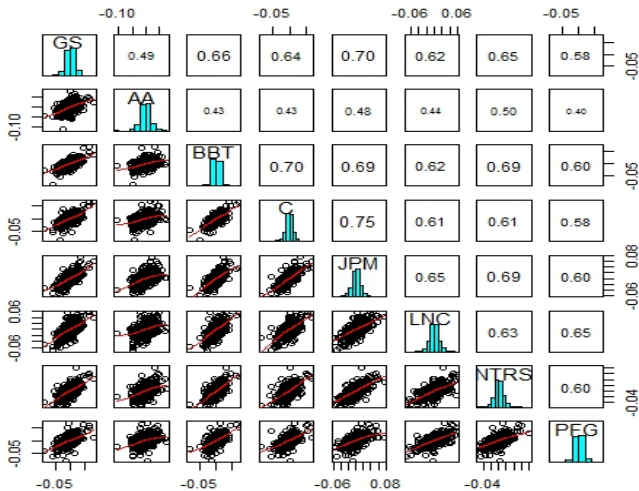 -0.10 -0.05 -0.06 0.06 -0.05
GS 0.49 0.66 0.64 0.70 0.62 0.65 0.58 -0.05
-0.10 AA 0.43 0.43 0.48 0.44 0.50 0.40
BBT 0.70 0.69 0.62 0.69 0.60 -0.05
-0.05 C 0.75 0.61 0.61 0.58
JPM 0.65 0.69 0.60 -0.06 0.08
-0.06 0.06 LNC 0.63 0.65
NTRS 0.60 -0.04
-0.05 PFG
-0.05 -0.05 -0.06 0.08 -0.04